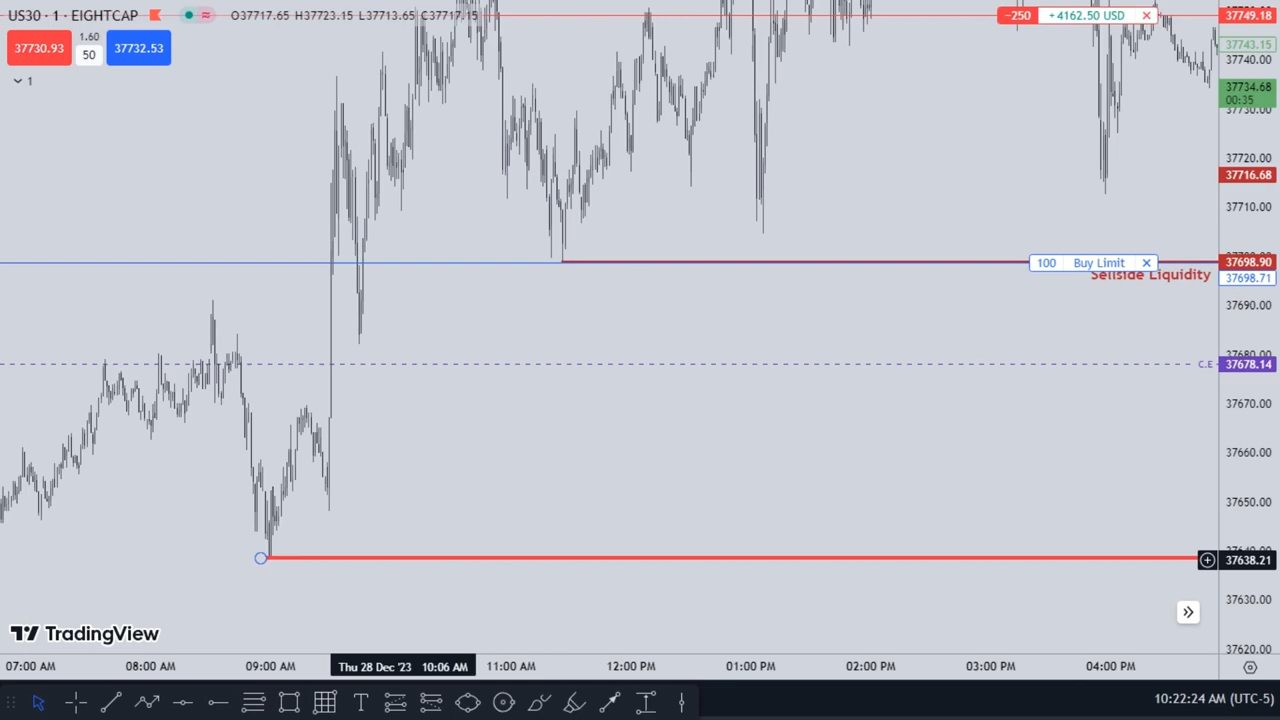 US30 · 1 · EIGHTCAP O37717.65 H37723.15 L37713.65 C37717.15
37730.93 1.60 50 37732.53
1
−250 +4162.50 USD
37749.18
37743.15
37740.00
37734.68
00:35
37730.00
37720.00
37716.68
37710.00
100 Buy Limit 37698.90
Sellside Liquidity 37698.71
37690.00
37680.00
C.E 37678.14
37670.00
37660.00
37650.00
37638.21
37630.00
TradingView
37620.00
07:00 AM 08:00 AM 09:00 AM Thu 28 Dec '23 10:06 AM 11:00 AM 12:00 PM 01:00 PM 02:00 PM 03:00 PM 04:00 PM
10:22:24 AM (UTC-5)